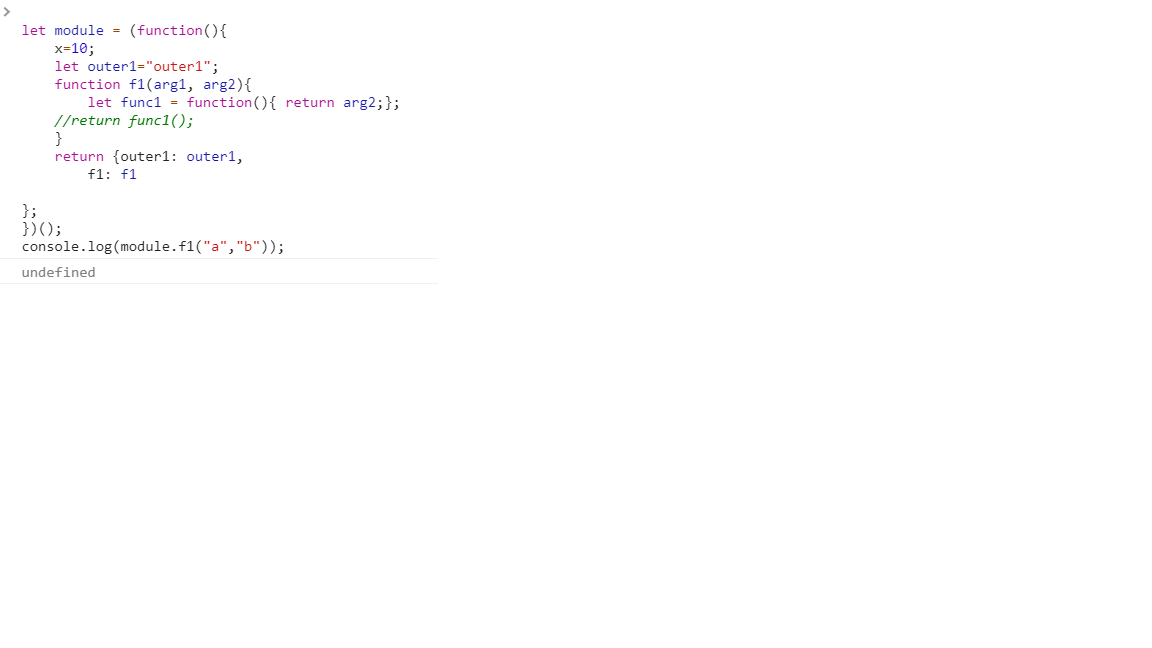 >
let module = (function(){
    x=10;
    let outer1="outer1";
    function f1(arg1, arg2){
        let func1 = function(){ return arg2;};
    //return func1();
    }
    return {outer1: outer1,
        f1: f1
};
})();
console.log(module.f1("a","b"));
undefined